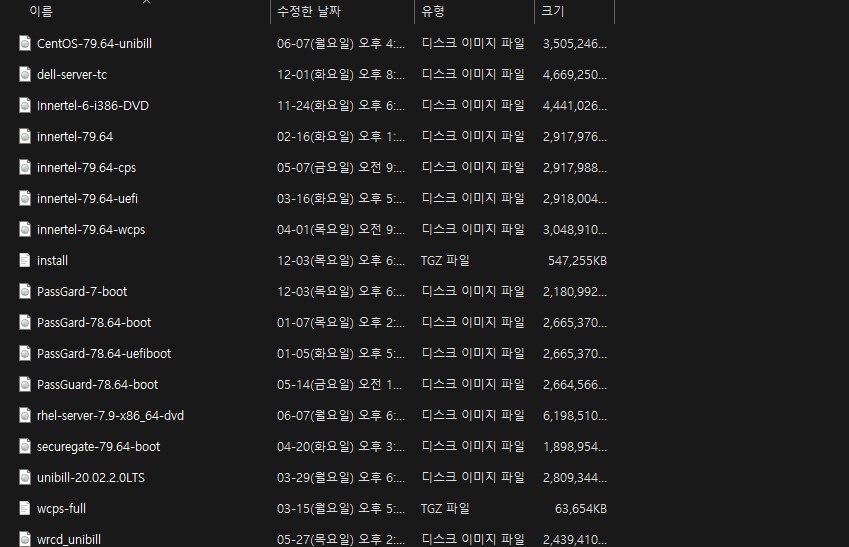 이름 수정한 날짜 유형 크기
CentOS-79.64-unibill 06-07(월요일) 오후 4:... 디스크 이미지 파일 3,505,246...
dell-server-tc 12-01(화요일) 오후 8:... 디스크 이미지 파일 4,669,250...
Innertel-6-i386-DVD 11-24(화요일) 오후 6:... 디스크 이미지 파일 4,441,026...
innertel-79.64 02-16(화요일) 오후 1:... 디스크 이미지 파일 2,917,976...
innertel-79.64-cps 05-07(금요일) 오전 9:... 디스크 이미지 파일 2,917,988...
innertel-79.64-uefi 03-16(화요일) 오후 5:... 디스크 이미지 파일 2,918,004...
innertel-79.64-wcps 04-01(목요일) 오전 9:... 디스크 이미지 파일 3,048,910...
install 12-03(목요일) 오후 6:... TGZ 파일 547,255KB
PassGard-7-boot 12-03(목요일) 오후 6:... 디스크 이미지 파일 2,180,992...
PassGard-78.64-boot 01-07(목요일) 오후 2:... 디스크 이미지 파일 2,665,370...
PassGard-78.64-uefiboot 01-05(화요일) 오후 5:... 디스크 이미지 파일 2,665,370...
PassGuard-78.64-boot 05-14(금요일) 오전 1... 디스크 이미지 파일 2,664,566...
rhel-server-7.9-x86_64-dvd 06-07(월요일) 오후 6:... 디스크 이미지 파일 6,198,510...
securegate-79.64-boot 04-20(화요일) 오후 3:... 디스크 이미지 파일 1,898,954...
unibill-20.02.2.0LTS 03-29(월요일) 오후 6:... 디스크 이미지 파일 2,809,344...
wcps-full 03-15(월요일) 오후 5:... TGZ 파일 63,654KB
wrcd_unibill 05-27(목요일) 오후 2:... 디스크 이미지 파일 2,439,410...